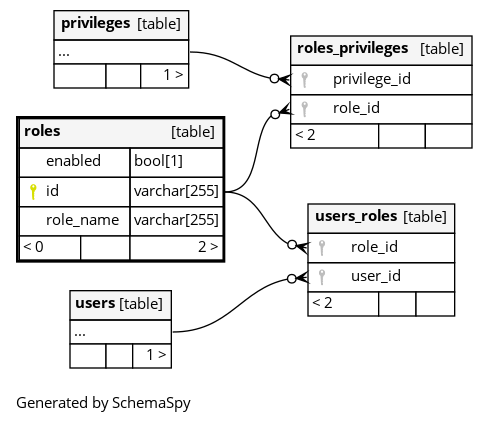 privileges [table]
...
1 >
roles_privileges [table]
privilege_id
role_id
< 2
roles [table]
enabled bool[1]
id varchar[255]
role_name varchar[255]
< 0 2 >
users_roles [table]
role_id
user_id
< 2
users [table]
...
1 >
Generated by SchemaSpy